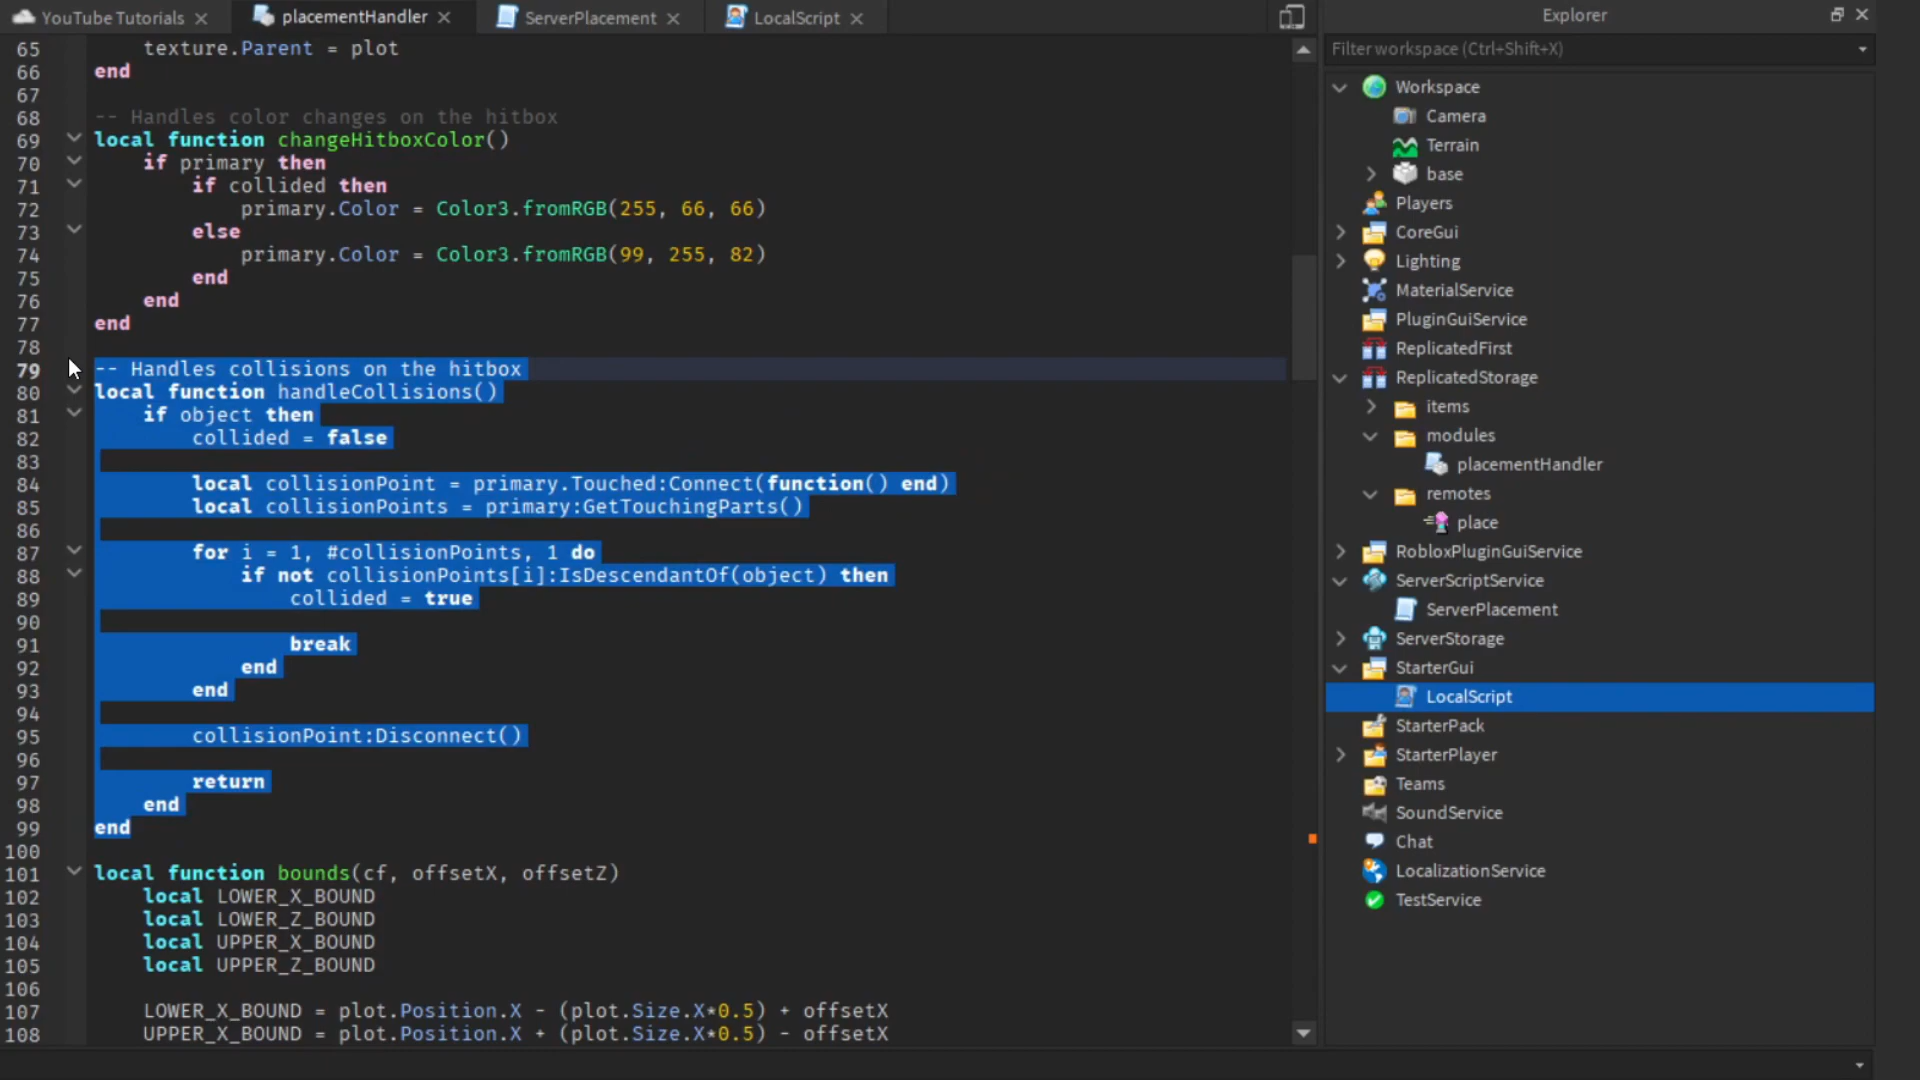 YouTube Tutorials
placementHandler
ServerPlacement
LocalScript
65 texture.Parent = plot
66 end
67
68 -- Handles color changes on the hitbox
69 local function changeHitboxColor()
70 if primary then
71 if collided then
72 primary.Color = Color3.fromRGB(255, 66, 66)
73 else
74 primary.Color = Color3.fromRGB(99, 255, 82)
75 end
76 end
77 end
78
79 -- Handles collisions on the hitbox
80 local function handleCollisions()
81 if object then
82 collided = false
83
84 local collisionPoint = primary.Touched:Connect(function() end)
85 local collisionPoints = primary:GetTouchingParts()
86
87 for i = 1, #collisionPoints, 1 do
88 if not collisionPoints[i]:IsDescendantOf(object) then
89 collided = true
90
91 break
92 end
93 end
94
95 collisionPoint:Disconnect()
96
97 return
98 end
99 end
100
101 local function bounds(cf, offsetX, offsetZ)
102 local LOWER_X_BOUND
103 local LOWER_Z_BOUND
104 local UPPER_X_BOUND
105 local UPPER_Z_BOUND
106
107 LOWER_X_BOUND = plot.Position.X - (plot.Size.X*0.5) + offsetX
108 UPPER_X_BOUND = plot.Position.X + (plot.Size.X*0.5) - offsetX
Explorer
Filter workspace (Ctrl+Shift+X)
Workspace
Camera
Terrain
base
Players
CoreGui
Lighting
MaterialService
PluginGuiService
ReplicatedFirst
ReplicatedStorage
items
modules
placementHandler
remotes
place
RobloxPluginGuiService
ServerScriptService
ServerPlacement
ServerStorage
StarterGui
LocalScript
StarterPack
StarterPlayer
Teams
SoundService
Chat
LocalizationService
TestService